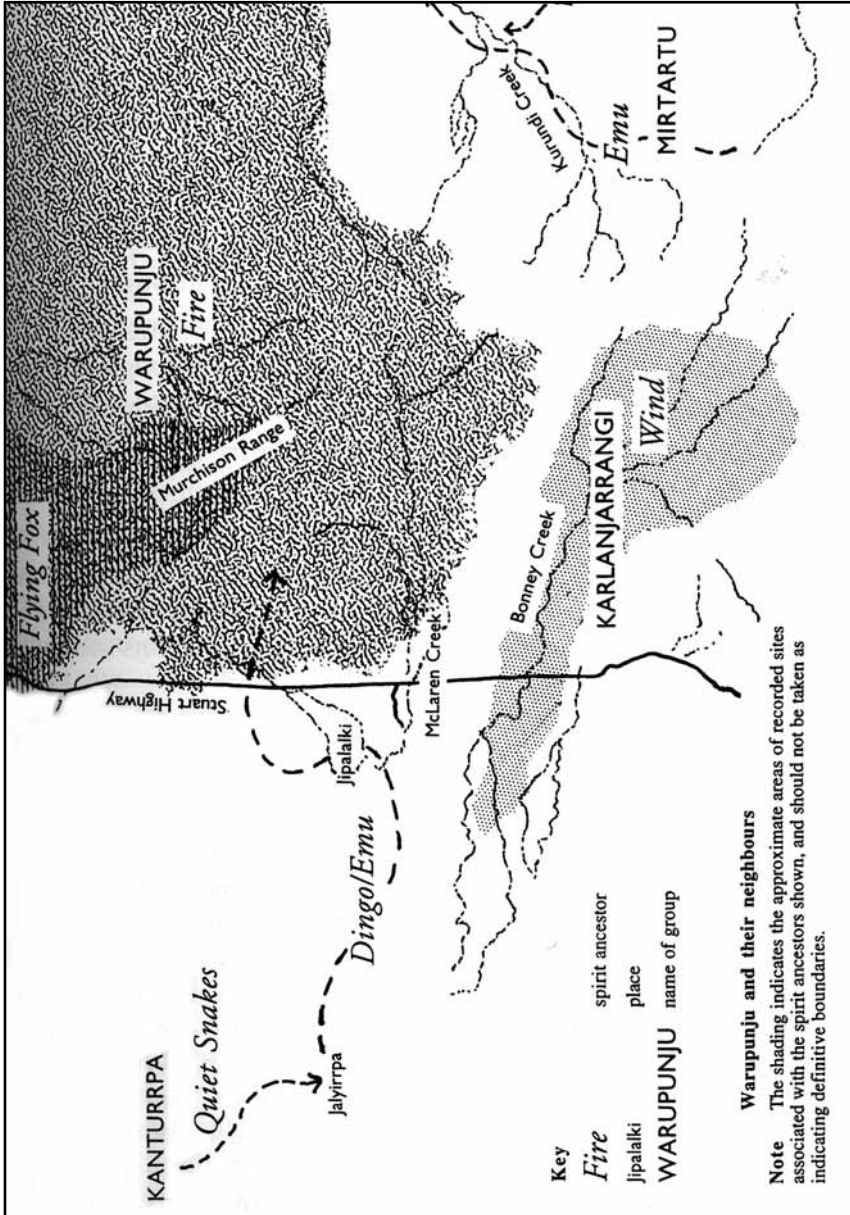 KANTURRPA
Quiet Snakes
Jalyirrpa
Dingo/Emu
Jipalalki
Stuart Highway
Flying Fox
Murchison Range
WARUPUNJU
Fire
McLaren Creek
Bonney Creek
KARLANJARRANGI
Wind
Kurundi Creek
Emu
MIRTARTU
Key
Fire spirit ancestor
Jipalalki place
WARUPUNJU name of group
Warupunju and their neighbours
Note The shading indicates the approximate areas of recorded sites
associated with the spirit ancestors shown, and should not be taken as
indicating definitive boundaries.